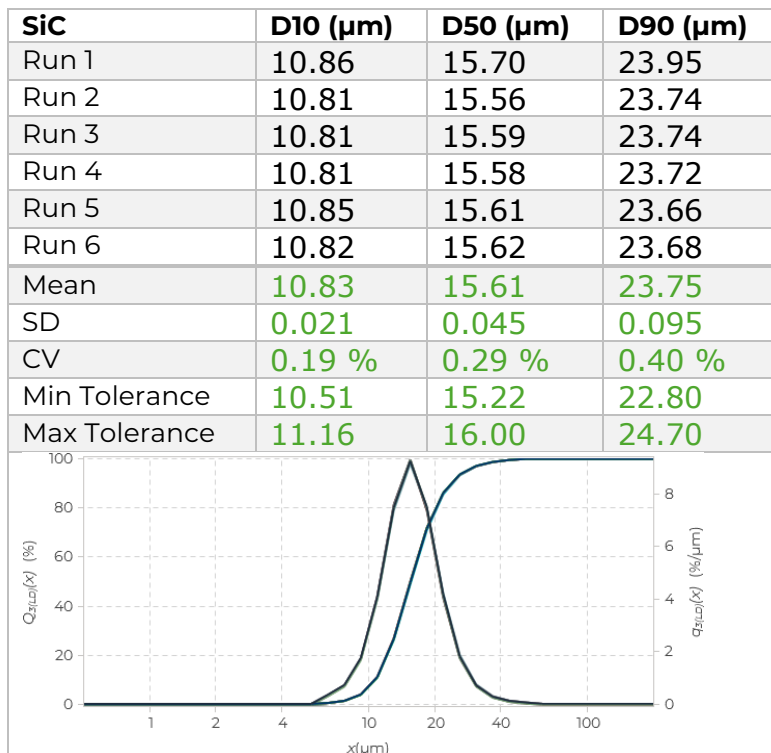 SiC D10 (µm) D50 (µm) D90 (µm)
Run 1 10.86 15.70 23.95
Run 2 10.81 15.56 23.74
Run 3 10.81 15.59 23.74
Run 4 10.81 15.58 23.72
Run 5 10.85 15.61 23.66
Run 6 10.82 15.62 23.68
Mean 10.83 15.61 23.75
SD 0.021 0.045 0.095
CV 0.19 % 0.29 % 0.40 %
Min Tolerance 10.51 15.22 22.80
Max Tolerance 11.16 16.00 24.70
100
80
60
40
20
0
Q3(LD)(x) (%)
8
6
4
2
0
q3(LD)(x) (%/µm)
1 2 4 10 20 40 100
x(µm)